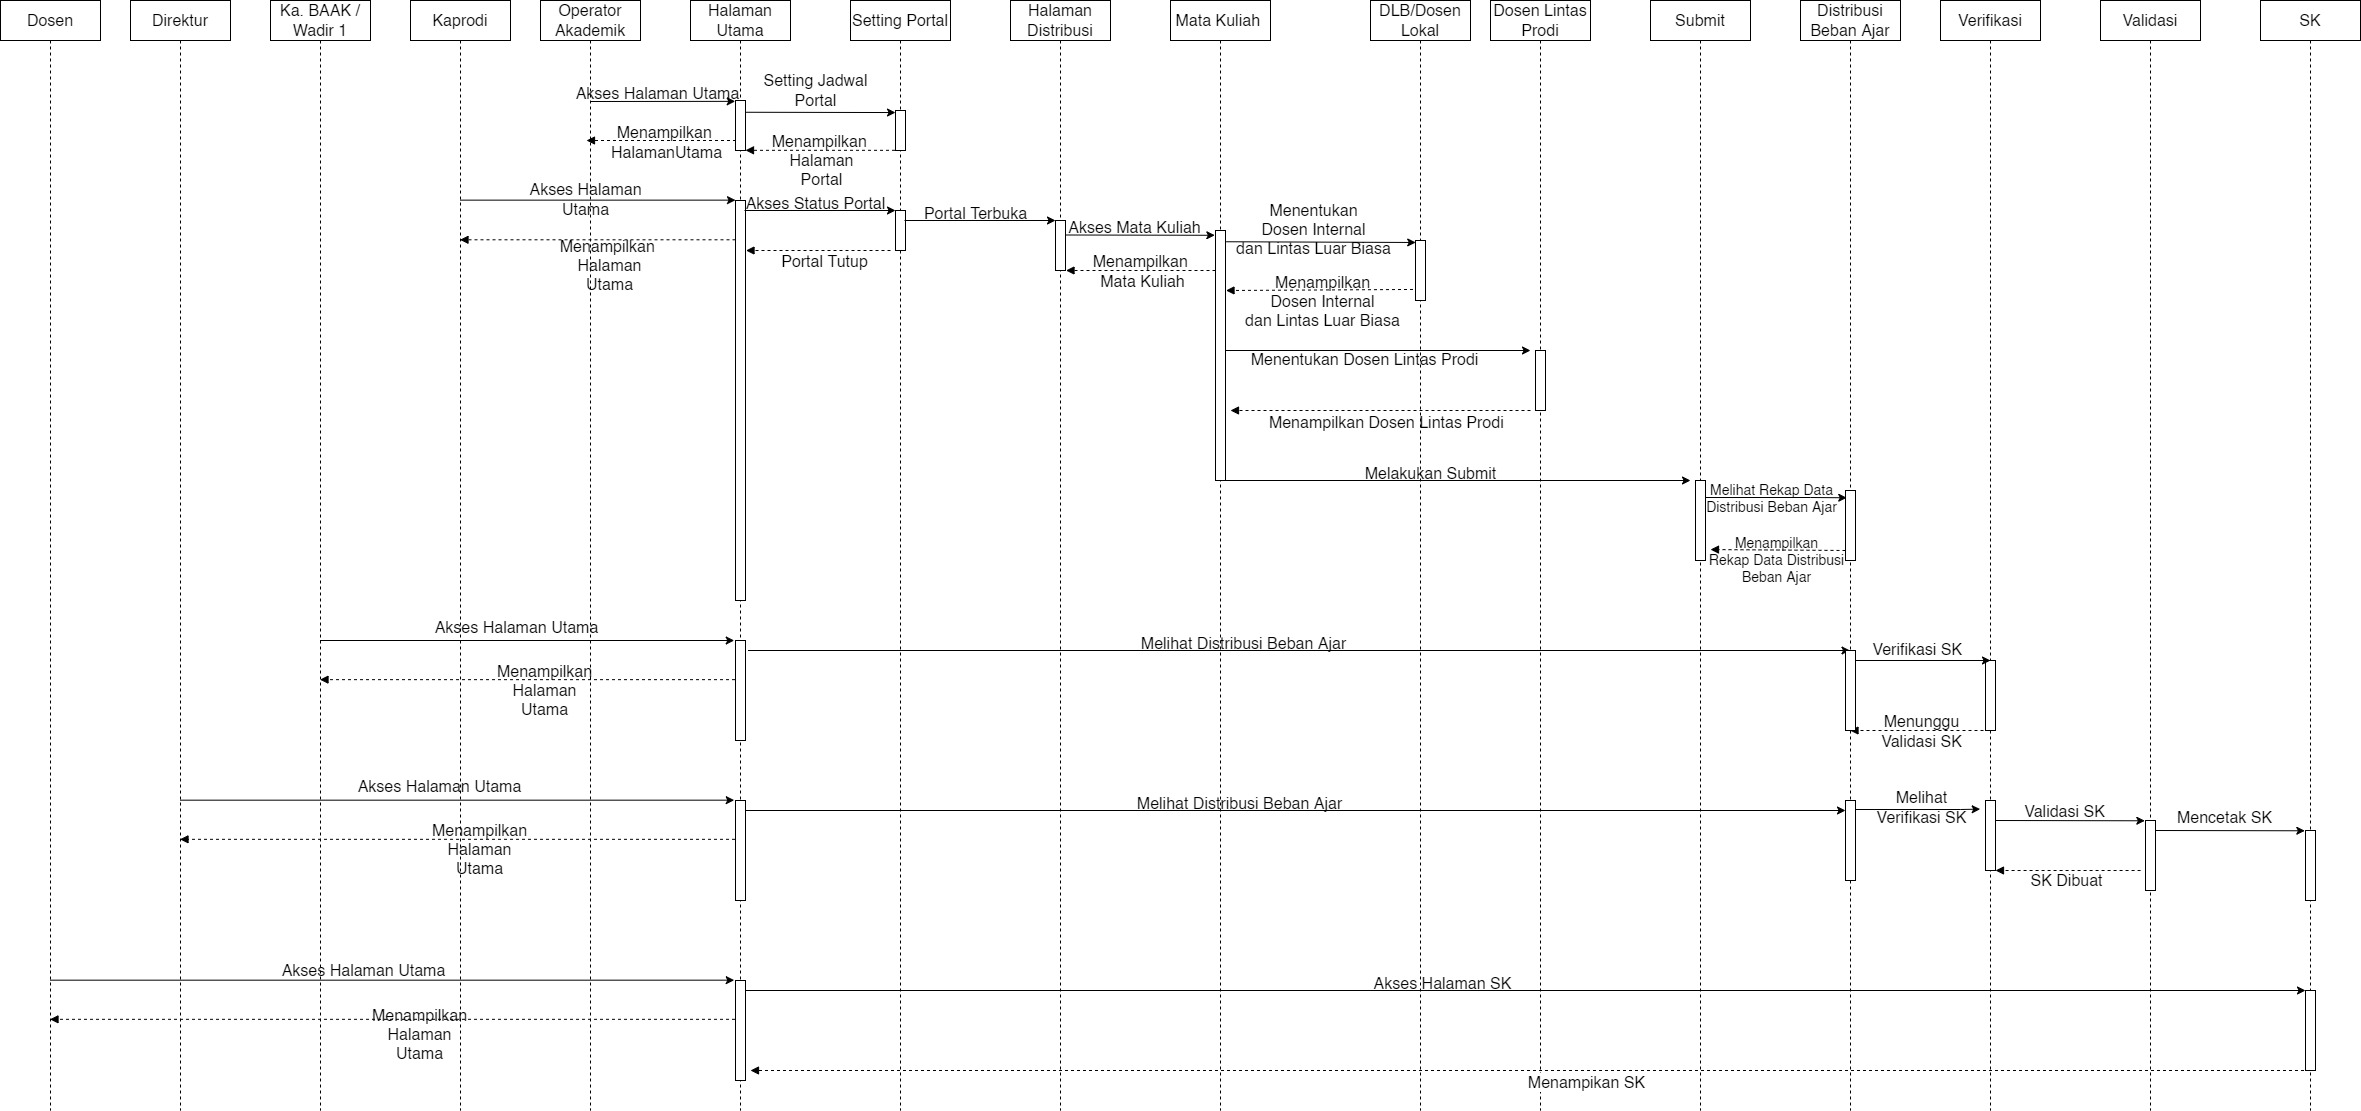 Dosen
Direktur
Ka. BAAK /
Wadir 1
Kaprodi
Operator
Akademik
Halaman
Utama
Setting Portal
Halaman
Distribusi
Mata Kuliah
DLB/Dosen
Lokal
Dosen Lintas
Prodi
Submit
Distribusi
Beban Ajar
Verifikasi
Validasi
SK
Akses Halaman Utama
Setting Jadwal
Portal
Menampilkan
HalamanUtama
Menampilkan
Halaman
Portal
Akses Halaman
Utama
Akses Status Portal
Portal Terbuka
Akses Mata Kuliah
Menentukan
Dosen Internal
dan Lintas Luar Biasa
Menampilkan
Halaman
Utama
Portal Tutup
Menampilkan
Mata Kuliah
Menampilkan
Dosen Internal
dan Lintas Luar Biasa
Menentukan Dosen Lintas Prodi
Menampilkan Dosen Lintas Prodi
Melakukan Submit
Melihat Rekap Data
Distribusi Beban Ajar
Menampilkan
Rekap Data Distribusi
Beban Ajar
Akses Halaman Utama
Melihat Distribusi Beban Ajar
Verifikasi SK
Menampilkan
Halaman
Utama
Menunggu
Validasi SK
Akses Halaman Utama
Melihat Distribusi Beban Ajar
Melihat
Verifikasi SK
Validasi SK
Mencetak SK
Menampilkan
Halaman
Utama
SK Dibuat
Akses Halaman Utama
Akses Halaman SK
Menampilkan
Halaman
Utama
Menampikan SK